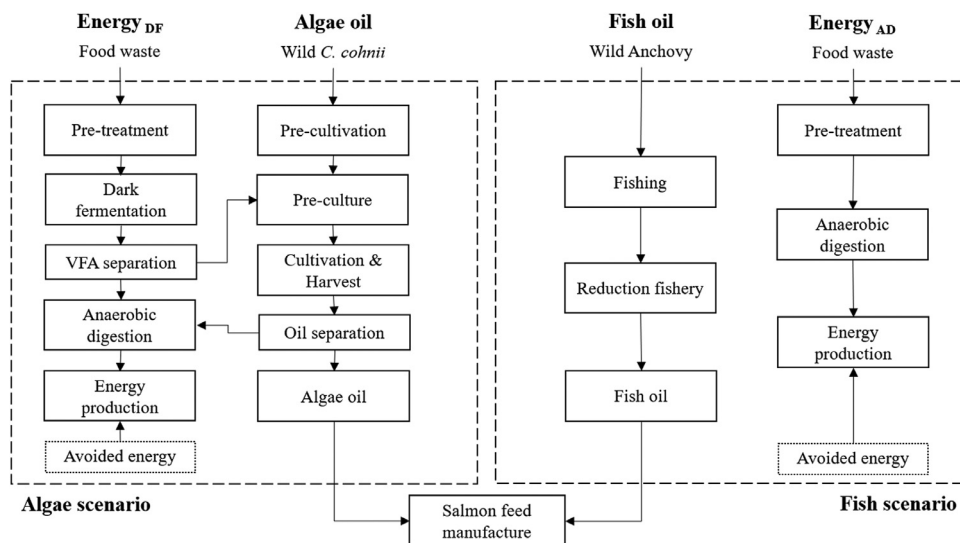 Energy DF
Food waste
Pre-treatment
Dark
fermentation
VFA separation
Anaerobic
digestion
Energy
production
Avoided energy
Algae oil
Wild C. cohnii
Pre-cultivation
Pre-culture
Cultivation &
Harvest
Oil separation
Algae oil
Algae scenario
Fish oil
Wild Anchovy
Fishing
Reduction fishery
Fish oil
Energy AD
Food waste
Pre-treatment
Anaerobic
digestion
Energy
production
Avoided energy
Fish scenario
Salmon feed
manufacture